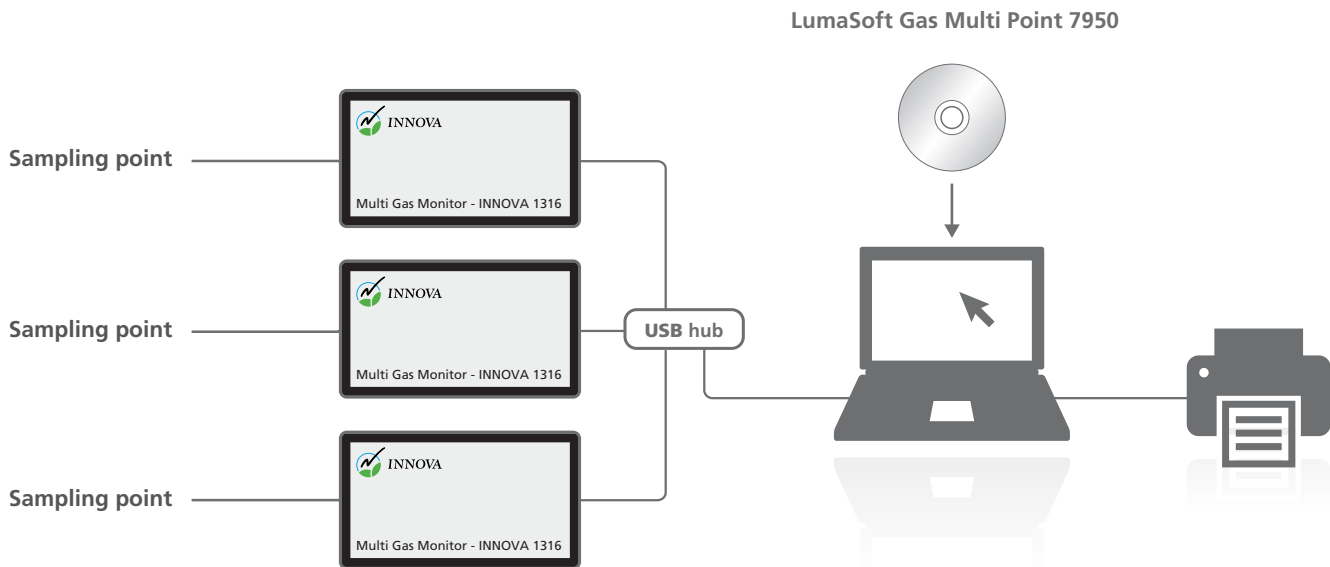 LumaSoft Gas Multi Point 7950
INNOVA
Sampling point
Multi Gas Monitor - INNOVA 1316
INNOVA
Sampling point
USB hub
Multi Gas Monitor - INNOVA 1316
INNOVA
Sampling point
Multi Gas Monitor - INNOVA 1316